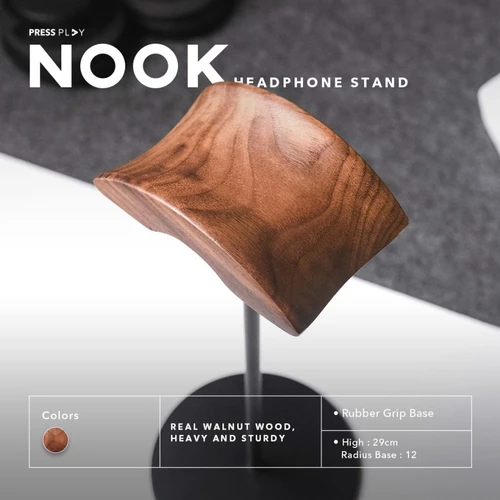 PRESS PLAY
NOOK
HEADPHONE STAND
Colors
REAL WALNUT WOOD,
HEAVY AND STURDY
• Rubber Grip Base
• High : 29cm
Radius Base : 12